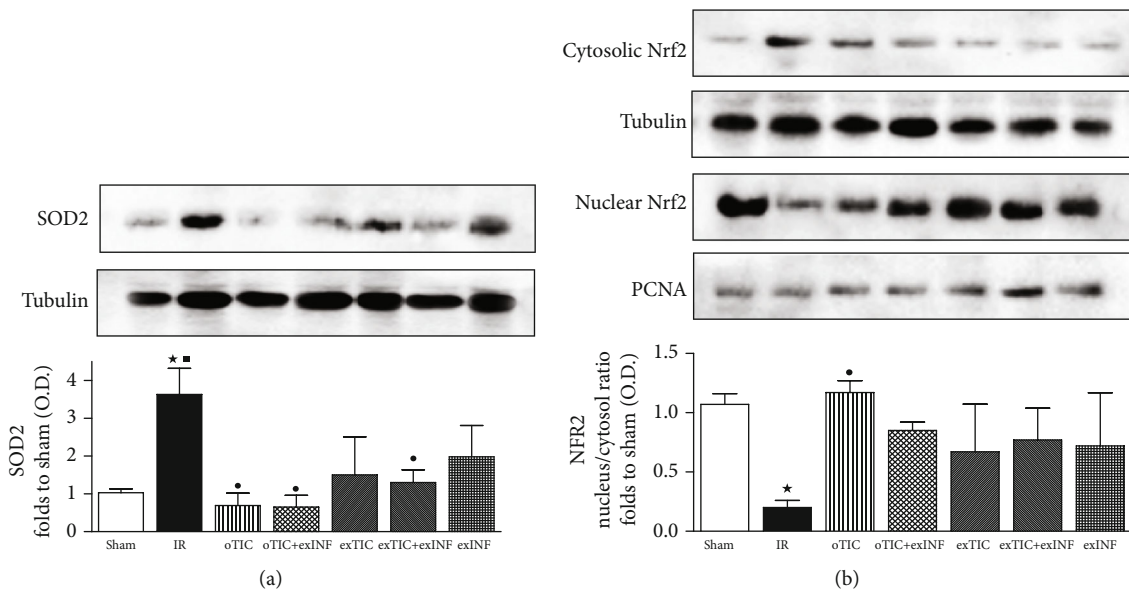 SOD2
Tubulin
SOD2
folds to sham (O.D.)
4
3
2
1
0
★ ■
•
•
•
Sham
IR
oTIC
oTIC+exINF
exTIC
exTIC+exINF
exINF
(a)
Cytosolic Nrf2
Tubulin
Nuclear Nrf2
PCNA
NFR2
nucleus/cytosol ratio
folds to sham (O.D.)
1.5
1.0
0.5
0.0
★
•
Sham
IR
oTIC
oTIC+exINF
exTIC
exTIC+exINF
exINF
(b)